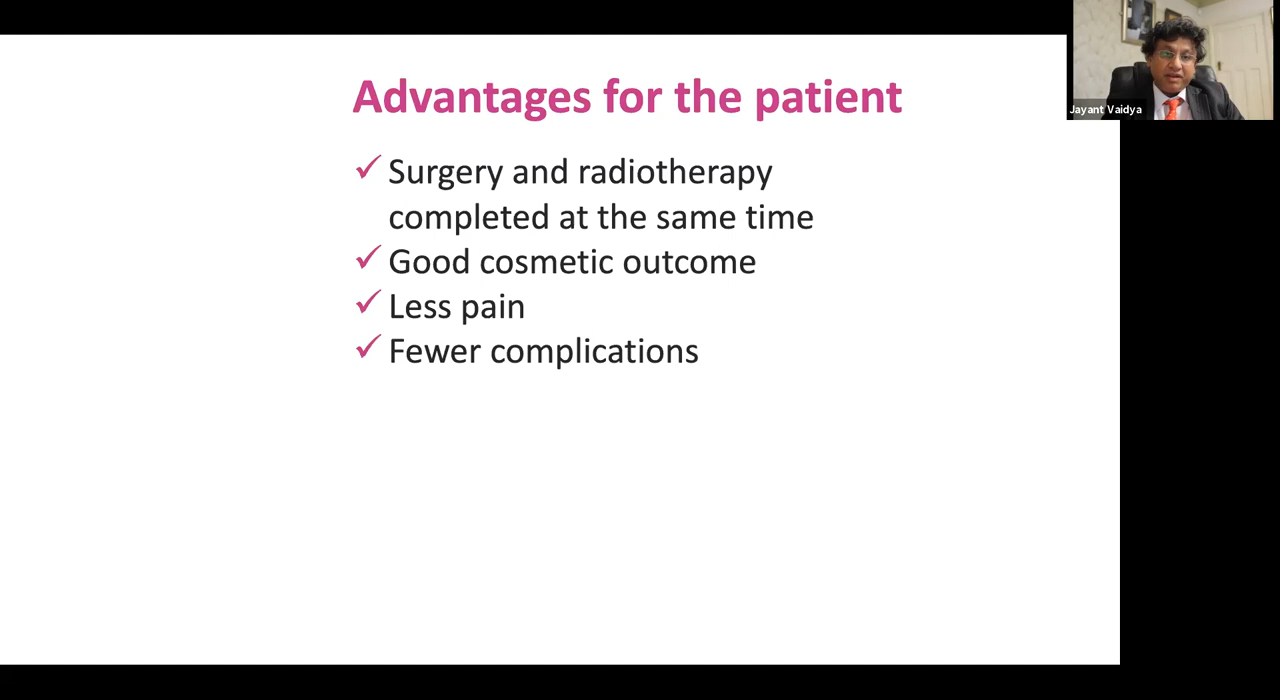 Advantages for the patient
✓ Surgery and radiotherapy
completed at the same time
✓ Good cosmetic outcome
✓ Less pain
✓ Fewer complications
Jayant Vaidya